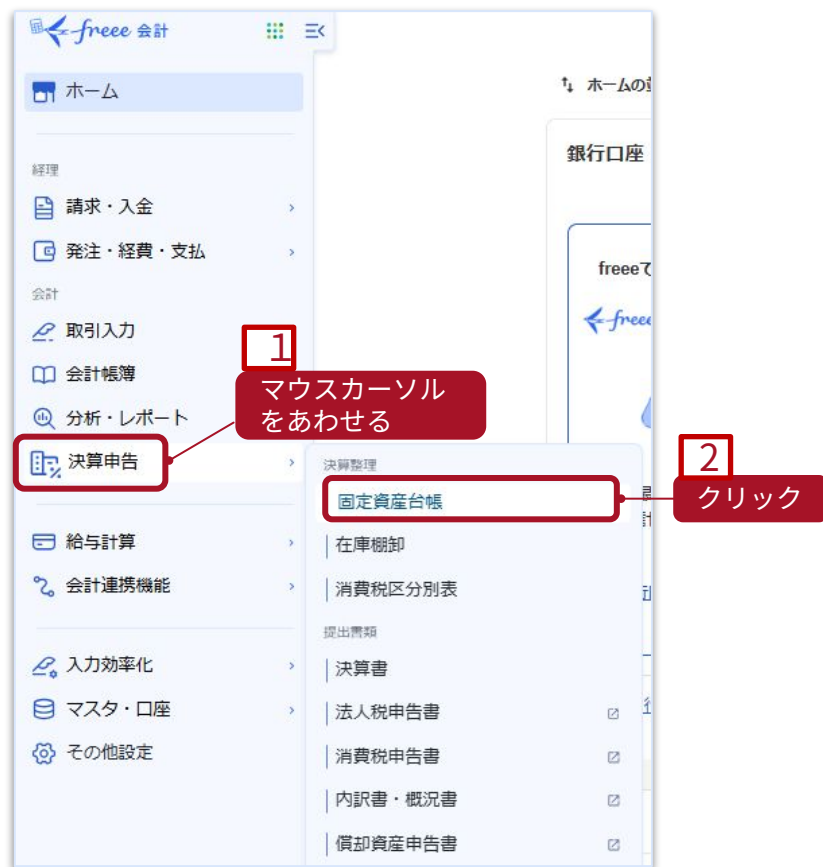 freee 会計
ホーム
経理
請求・入金
発注・経費・支払
会計
取引入力
会計帳簿
分析・レポート
決算申告
給与計算
会計連携機能
入力効率化
マスタ・口座
その他設定
1
マウスカーソル
をあわせる
決算整理
固定資産台帳
在庫棚卸
消費税区分別表
提出書類
決算書
法人税申告書
消費税申告書
内訳書・概況書
償却資産申告書
2
クリック
ホームの
銀行口座
freeeで
freee